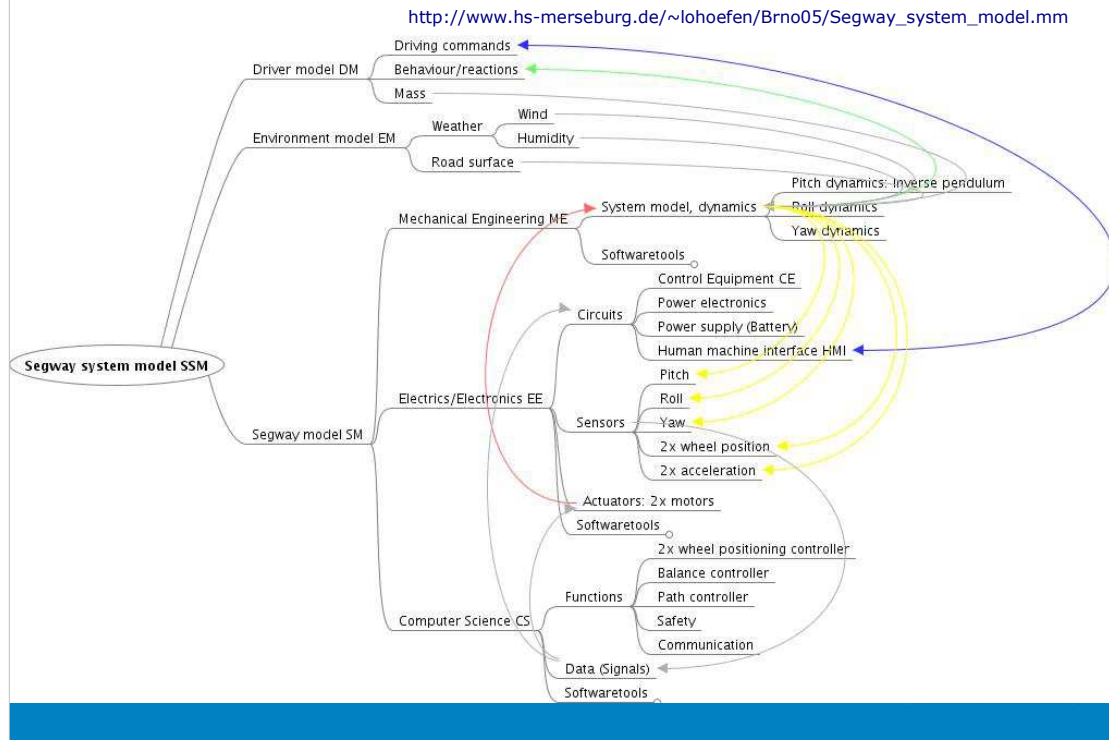 http://www.hs-merseburg.de/~lohoefen/Brno05/Segway_system_model.mm
Driving commands
Driver model DM
Behaviour/reactions
Mass
Wind
Weather
Environment model EM
Humidity
Road surface
Pitch dynamics: Inverse pendulum
System model, dynamics
Roll dynamics
Mechanical Engineering ME
Yaw dynamics
Softwaretools
Control Equipment CE
Power electronics
Circuits
Power supply (Battery)
Human machine interface HMI
Segway system model SSM
Pitch
Electrics/Electronics EE
Roll
Sensors
Yaw
Segway model SM
2x wheel position
2x acceleration
Actuators: 2x motors
Softwaretools
2x wheel positioning controller
Balance controller
Functions
Path controller
Computer Science CS
Safety
Communication
Data (Signals)
Softwaretools